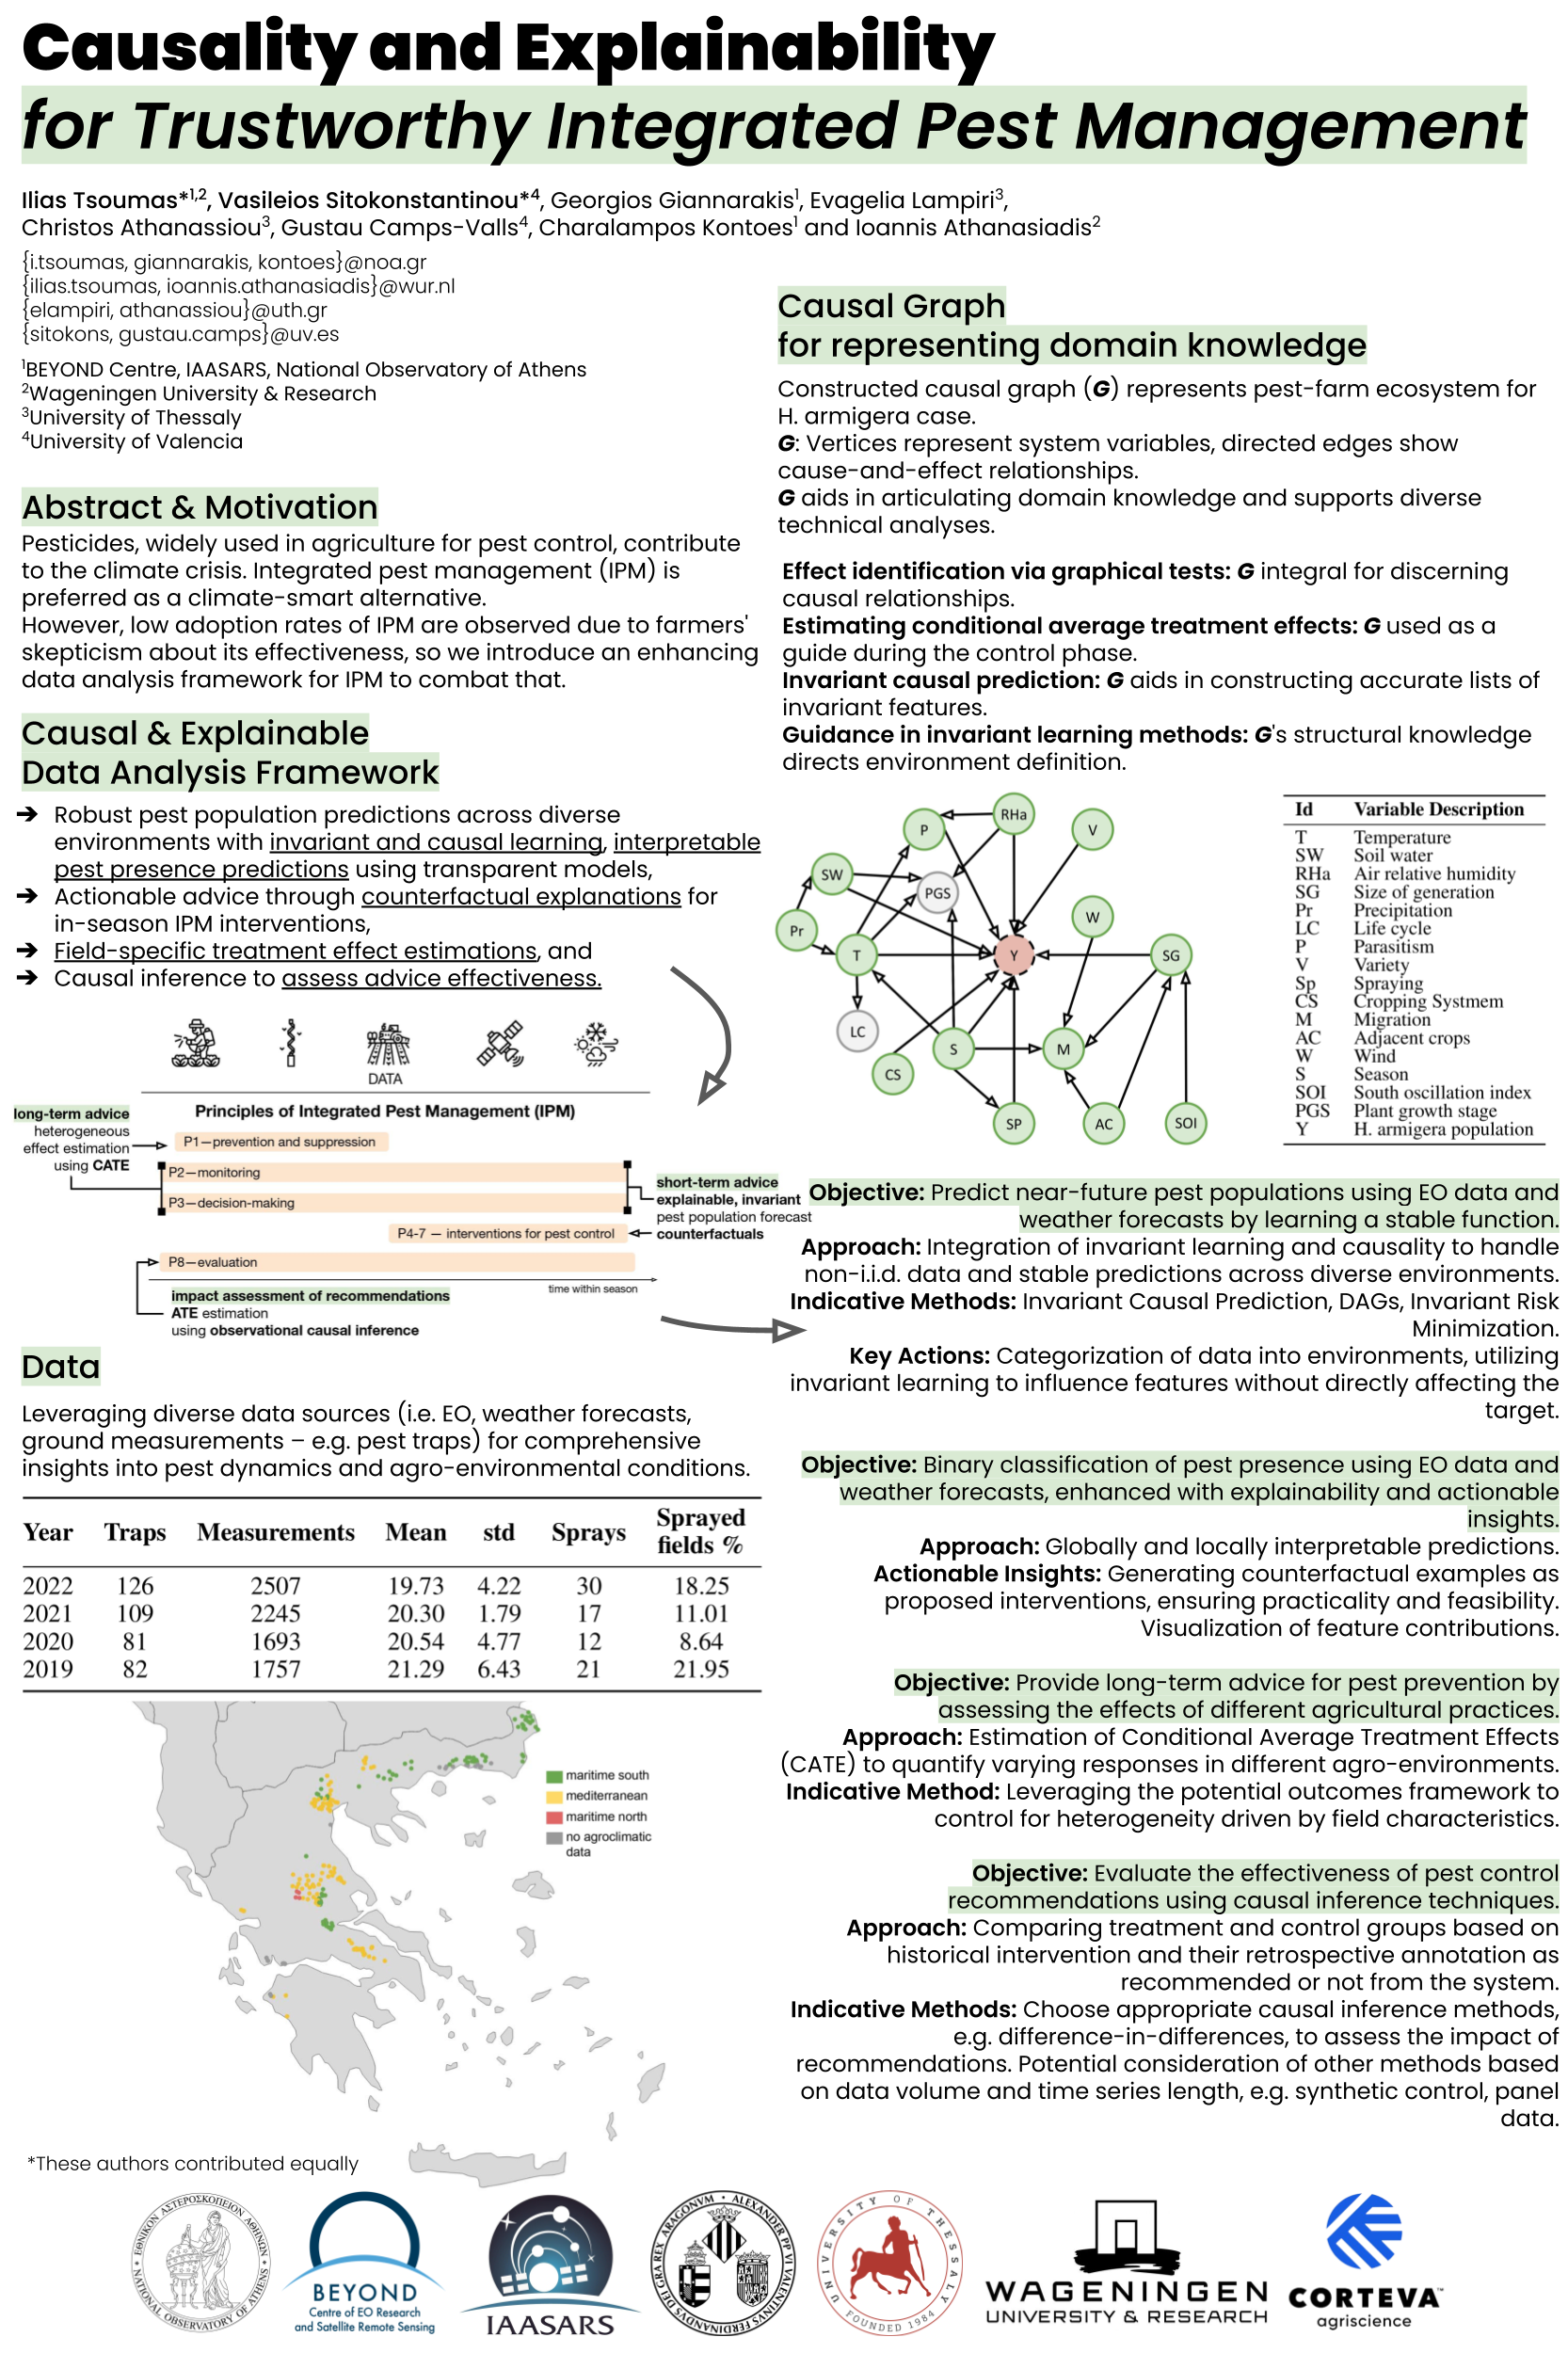 Causality and Explainability
for Trustworthy Integrated Pest Management
Ilias Tsoumas*1,2, Vasileios Sitokonstantinou*4, Georgios Giannarakis1, Evagelia Lampiri3,
Christos Athanassiou3, Gustau Camps-Valls4, Charalampos Kontoes1 and Ioannis Athanasiadis2
{i.tsoumas, giannarakis, kontoes}@noa.gr
{ilias.tsoumas, ioannis.athanasiadis}@wur.nl
{elampiri, athanassiou}@uth.gr
{sitokons, gustau.camps}@uv.es
1BEYOND Centre, IAASARS, National Observatory of Athens
2Wageningen University & Research
3University of Thessaly
4University of Valencia
Abstract & Motivation
Pesticides, widely used in agriculture for pest control, contribute
to the climate crisis. Integrated pest management (IPM) is
preferred as a climate-smart alternative.
However, low adoption rates of IPM are observed due to farmers'
skepticism about its effectiveness, so we introduce an enhancing
data analysis framework for IPM to combat that.
Causal & Explainable
Data Analysis Framework
➔ Robust pest population predictions across diverse
environments with invariant and causal learning, interpretable
pest presence predictions using transparent models,
➔ Actionable advice through counterfactual explanations for
in-season IPM interventions,
➔ Field-specific treatment effect estimations, and
➔ Causal inference to assess advice effectiveness.
DATA
Principles of Integrated Pest Management (IPM)
long-term advice
heterogeneous
effect estimation
using CATE
P1—prevention and suppression
P2—monitoring
P3—decision-making
P4-7 — interventions for pest control
P8—evaluation
short-term advice
explainable, invariant
pest population forecast
counterfactuals
time within season
impact assessment of recommendations
ATE estimation
using observational causal inference
Data
Leveraging diverse data sources (i.e. EO, weather forecasts,
ground measurements – e.g. pest traps) for comprehensive
insights into pest dynamics and agro-environmental conditions.
Year Traps Measurements Mean std Sprays Sprayed fields %
2022 126 2507 19.73 4.22 30 18.25
2021 109 2245 20.30 1.79 17 11.01
2020 81 1693 20.54 4.77 12 8.64
2019 82 1757 21.29 6.43 21 21.95
maritime south
mediterranean
maritime north
no agroclimatic
data
*These authors contributed equally
Causal Graph
for representing domain knowledge
Constructed causal graph (G) represents pest-farm ecosystem for
H. armigera case.
G: Vertices represent system variables, directed edges show
cause-and-effect relationships.
G aids in articulating domain knowledge and supports diverse
technical analyses.
Effect identification via graphical tests: G integral for discerning
causal relationships.
Estimating conditional average treatment effects: G used as a
guide during the control phase.
Invariant causal prediction: G aids in constructing accurate lists of
invariant features.
Guidance in invariant learning methods: G's structural knowledge
directs environment definition.
RHa
P
V
SW
PGS
W
Pr
T
Y
SG
LC
S
M
CS
SP
AC
SOI
Id Variable Description
T Temperature
SW Soil water
RHa Air relative humidity
SG Size of generation
Pr Precipitation
LC Life cycle
P Parasitism
V Variety
Sp Spraying
CS Cropping Systmem
M Migration
AC Adjacent crops
W Wind
S Season
SOI South oscillation index
PGS Plant growth stage
Y H. armigera population
Objective: Predict near-future pest populations using EO data and
weather forecasts by learning a stable function.
Approach: Integration of invariant learning and causality to handle
non-i.i.d. data and stable predictions across diverse environments.
Indicative Methods: Invariant Causal Prediction, DAGs, Invariant Risk
Minimization.
Key Actions: Categorization of data into environments, utilizing
invariant learning to influence features without directly affecting the
target.
Objective: Binary classification of pest presence using EO data and
weather forecasts, enhanced with explainability and actionable
insights.
Approach: Globally and locally interpretable predictions.
Actionable Insights: Generating counterfactual examples as
proposed interventions, ensuring practicality and feasibility.
Visualization of feature contributions.
Objective: Provide long-term advice for pest prevention by
assessing the effects of different agricultural practices.
Approach: Estimation of Conditional Average Treatment Effects
(CATE) to quantify varying responses in different agro-environments.
Indicative Method: Leveraging the potential outcomes framework to
control for heterogeneity driven by field characteristics.
Objective: Evaluate the effectiveness of pest control
recommendations using causal inference techniques.
Approach: Comparing treatment and control groups based on
historical intervention and their retrospective annotation as
recommended or not from the system.
Indicative Methods: Choose appropriate causal inference methods,
e.g. difference-in-differences, to assess the impact of
recommendations. Potential consideration of other methods based
on data volume and time series length, e.g. synthetic control, panel
data.
ΕΘΝΙΚΟΝ ΑΣΤΕΡΟΣΚΟΠΕΙΟΝ ΑΘΗΝΩΝ
NATIONAL OBSERVATORY OF ATHENS
BEYOND
Centre of EO Research
and Satellite Remote Sensing
IAASARS
ALEXANDER PP VI VALENTINVS FERDINANDVS DEI GRA REX ARAGONVM
UNIVERSITY OF THESSALY
FOUNDED 1984
WAGENINGEN
UNIVERSITY & RESEARCH
CORTEVA™
agriscience